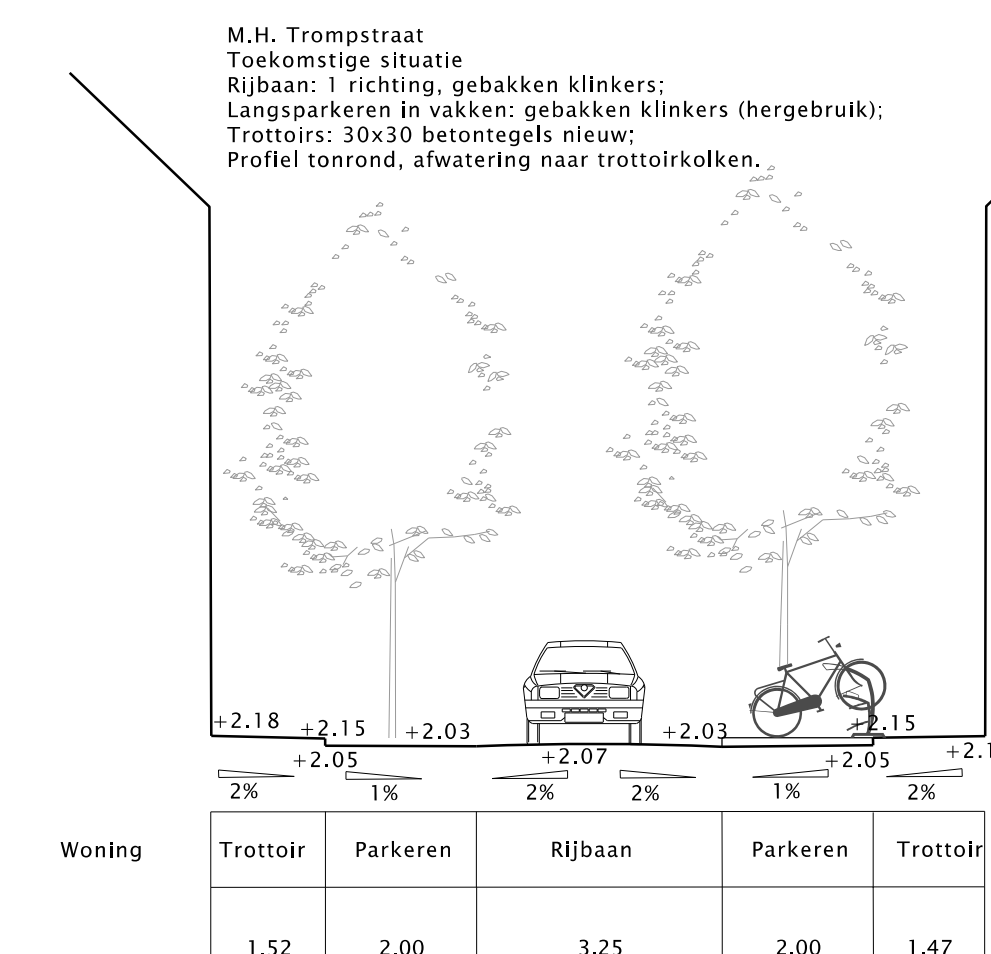 M.H. Trompstraat
Toekomstige situatie
Rijbaan: 1 richting, gebakken klinkers;
Langsparkeren in vakken: gebakken klinkers (hergebruik);
Trottoirs: 30x30 betontegels nieuw;
Profiel tonrond, afwatering naar trottoirkolken.
+2.18 +2.15 +2.03 +2.03 +2.15
+2.05 +2.07 +2.05 +2.1
2% 1% 2% 2% 1% 2%
Woning Trottoir Parkeren Rijbaan Parkeren Trottoir
1.52 2.00 3.25 2.00 1.47